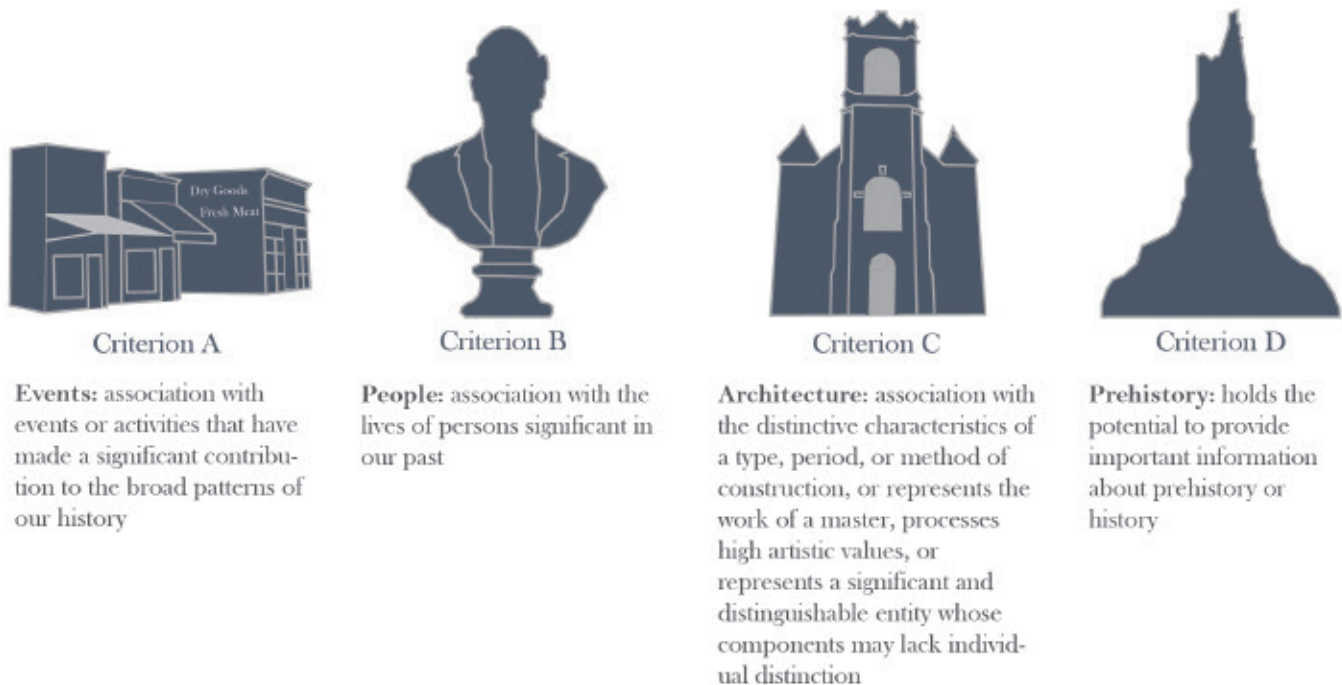 Dry Goods
Fresh Meat
Criterion A
Events: association with
events or activities that have
made a significant contribu-
tion to the broad patterns of
our history
Criterion B
People: association with the
lives of persons significant in
our past
Criterion C
Architecture: association with
the distinctive characteristics of
a type, period, or method of
construction, or represents the
work of a master, processes
high artistic values, or
represents a significant and
distinguishable entity whose
components may lack individ-
ual distinction
Criterion D
Prehistory: holds the
potential to provide
important information
about prehistory or
history